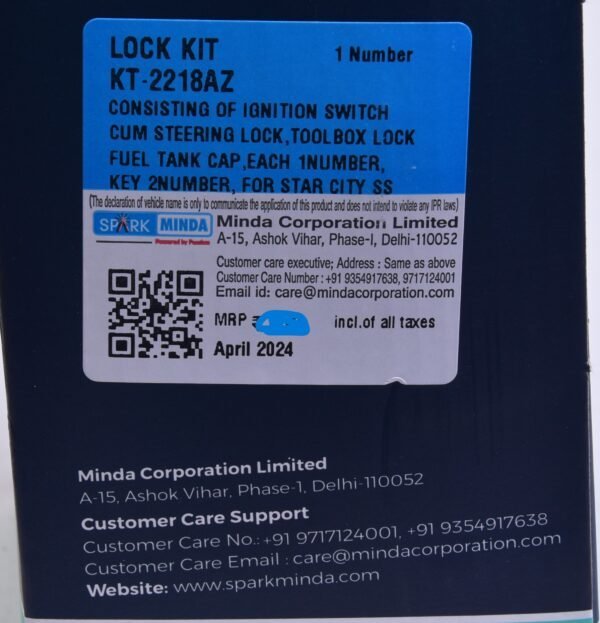 LOCK KIT 1 Number
KT-2218AZ
CONSISTING OF IGNITION SWITCH
CUM STEERING LOCK,TOOLBOX LOCK
FUEL TANK CAP,EACH 1NUMBER,
KEY 2NUMBER, FOR STAR CITY SS
(The declaration of vehicle name is only to communicate the application of this product and does not intend to violate any IPR laws)
SPARK MINDA Minda Corporation Limited
Powered by Passion A-15, Ashok Vihar, Phase-I, Delhi-110052
Customer care executive; Address : Same as above
Customer Care Number : +91 9354917638, 9717124001
Email id: care@mindacorporation.com
MRP ₹ incl.of all taxes
April 2024
Minda Corporation Limited
A-15, Ashok Vihar, Phase-1, Delhi-110052
Customer Care Support
Customer Care No.: +91 9717124001, +91 9354917638
Customer Care Email : care@mindacorporation.com
Website: www.sparkminda.com